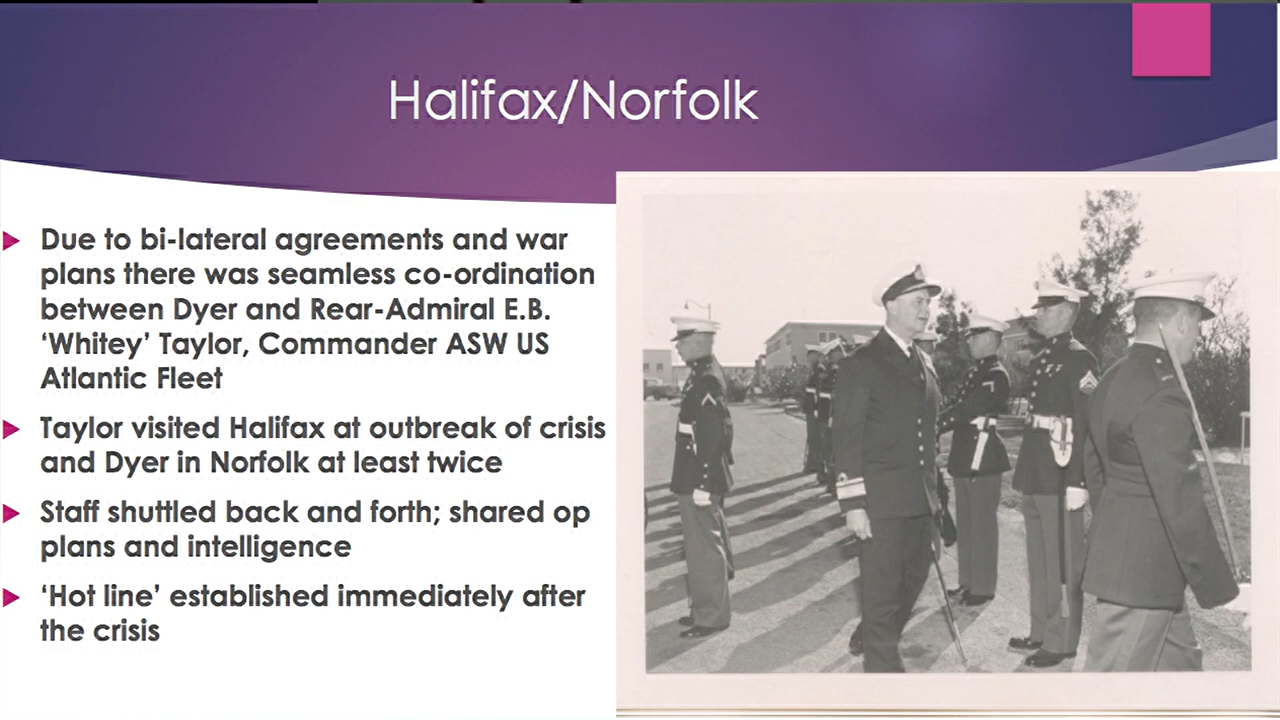 Halifax/Norfolk
Due to bi-lateral agreements and war
plans there was seamless co-ordination
between Dyer and Rear-Admiral E.B.
‘Whitey’ Taylor, Commander ASW US
Atlantic Fleet
Taylor visited Halifax at outbreak of crisis
and Dyer in Norfolk at least twice
Staff shuttled back and forth; shared op
plans and intelligence
‘Hot line’ established immediately after
the crisis